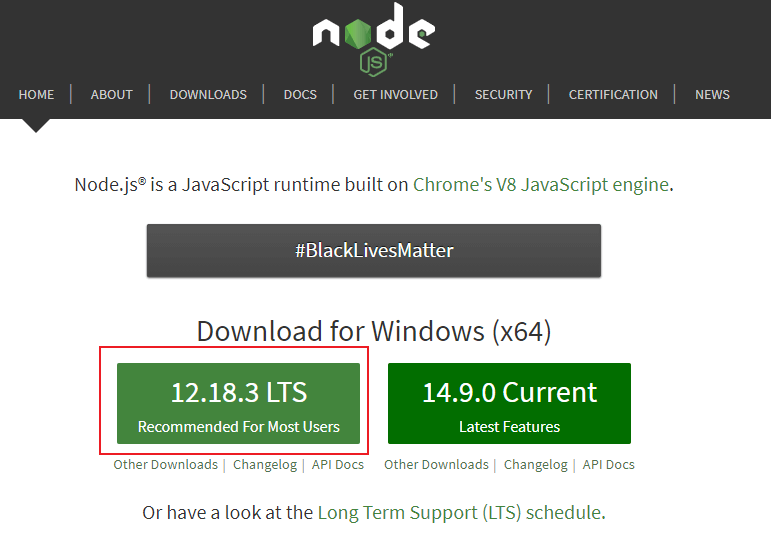 node
JS
HOME | ABOUT | DOWNLOADS | DOCS | GET INVOLVED | SECURITY | CERTIFICATION | NEWS
Node.js® is a JavaScript runtime built on Chrome's V8 JavaScript engine.
#BlackLivesMatter
Download for Windows (x64)
12.18.3 LTS 14.9.0 Current
Recommended For Most Users Latest Features
Other Downloads | Changelog | API Docs Other Downloads | Changelog | API Docs
Or have a look at the Long Term Support (LTS) schedule.